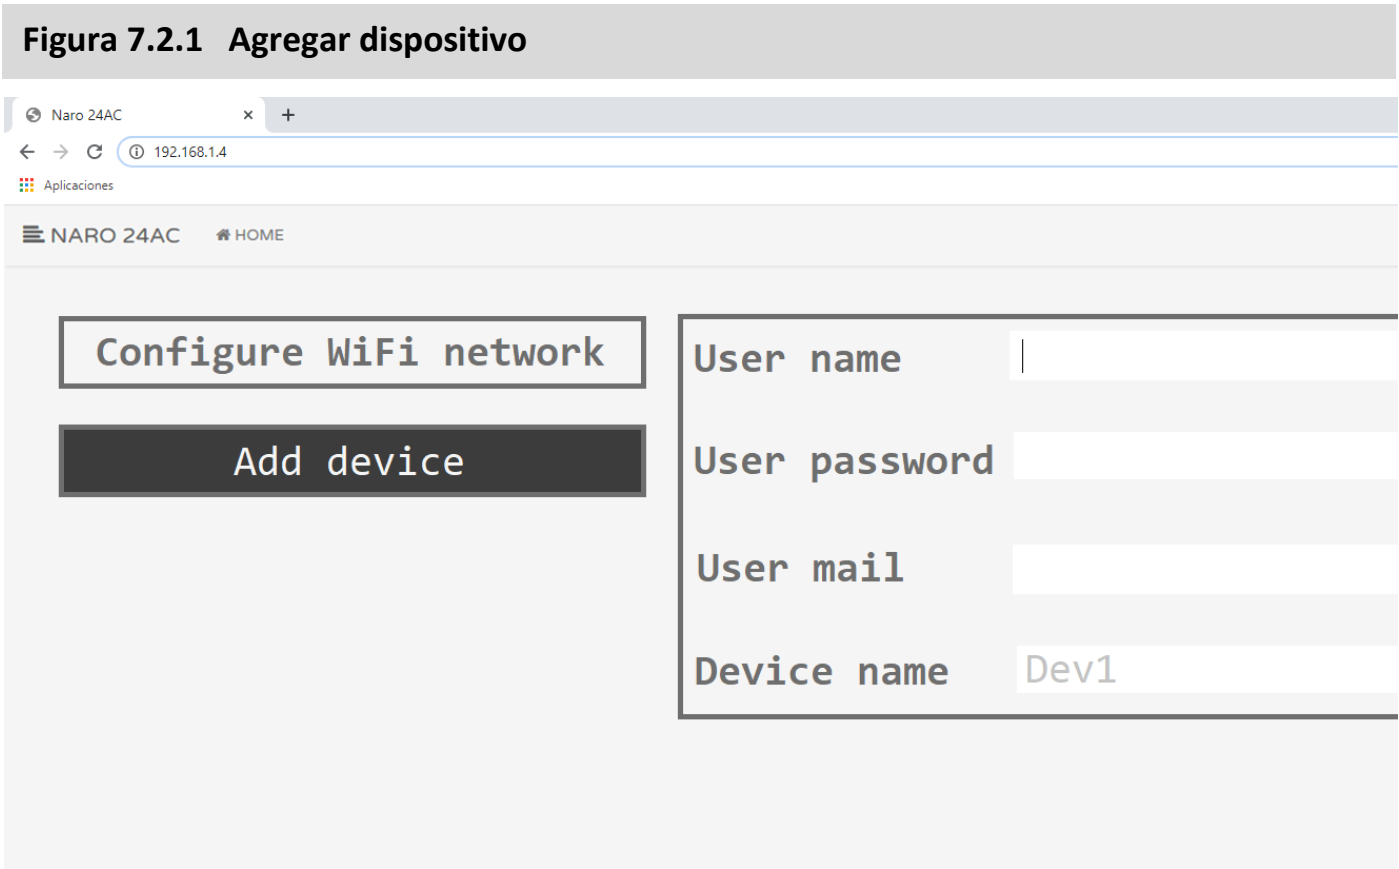 Figura 7.2.1 Agregar dispositivo
Naro 24AC
192.168.1.4
Aplicaciones
NARO 24AC HOME
Configure WiFi network
Add device
User name
User password
User mail
Device name Dev1